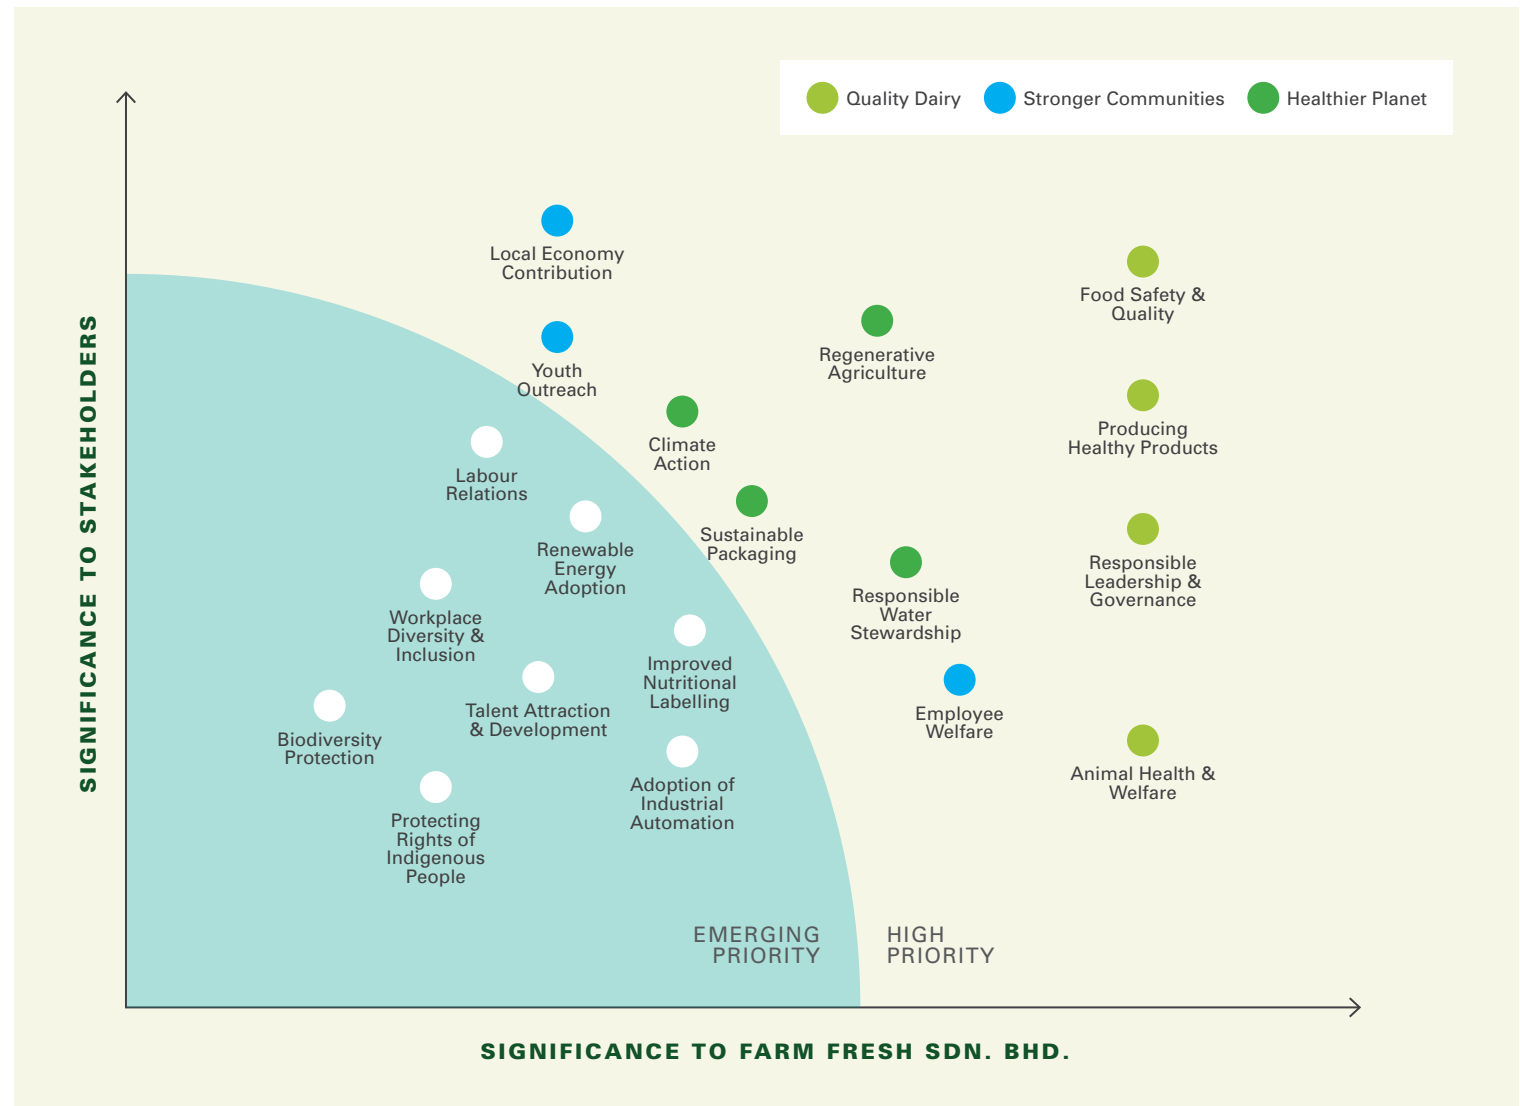 Quality Dairy
Stronger Communities
Healthier Planet
SIGNIFICANCE TO STAKEHOLDERS
Local Economy
Contribution
Food Safety &
Quality
Youth
Outreach
Regenerative
Agriculture
Climate
Action
Producing
Healthy Products
Labour
Relations
Sustainable
Packaging
Renewable
Energy
Adoption
Responsible
Leadership &
Governance
Responsible
Water
Stewardship
Workplace
Diversity &
Inclusion
Improved
Nutritional
Labelling
Talent Attraction
& Development
Employee
Welfare
Biodiversity
Protection
Animal Health &
Welfare
Adoption of
Industrial
Automation
Protecting
Rights of
Indigenous
People
EMERGING
PRIORITY
HIGH
PRIORITY
SIGNIFICANCE TO FARM FRESH SDN. BHD.